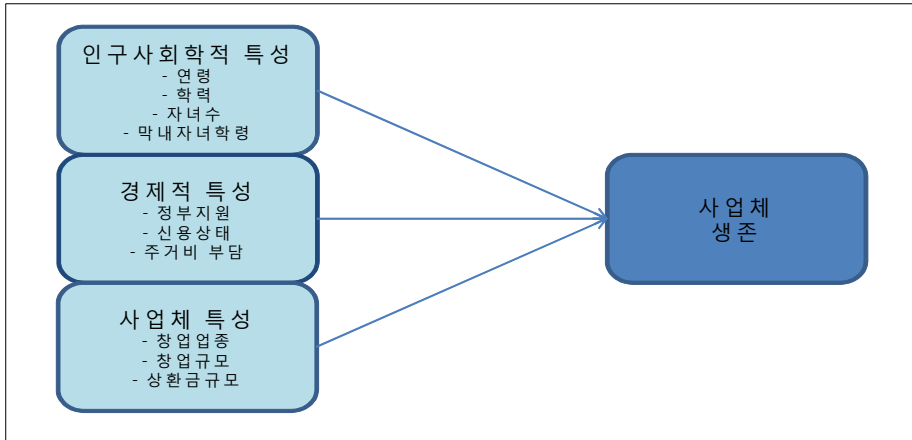 인구사회학적 특성
- 연령
- 학력
- 자녀수
- 막내자녀학령
경제적 특성
- 정부지원
- 신용상태
- 주거비 부담
사업체 특성
- 창업업종
- 창업규모
- 상환금규모
사업체
생존